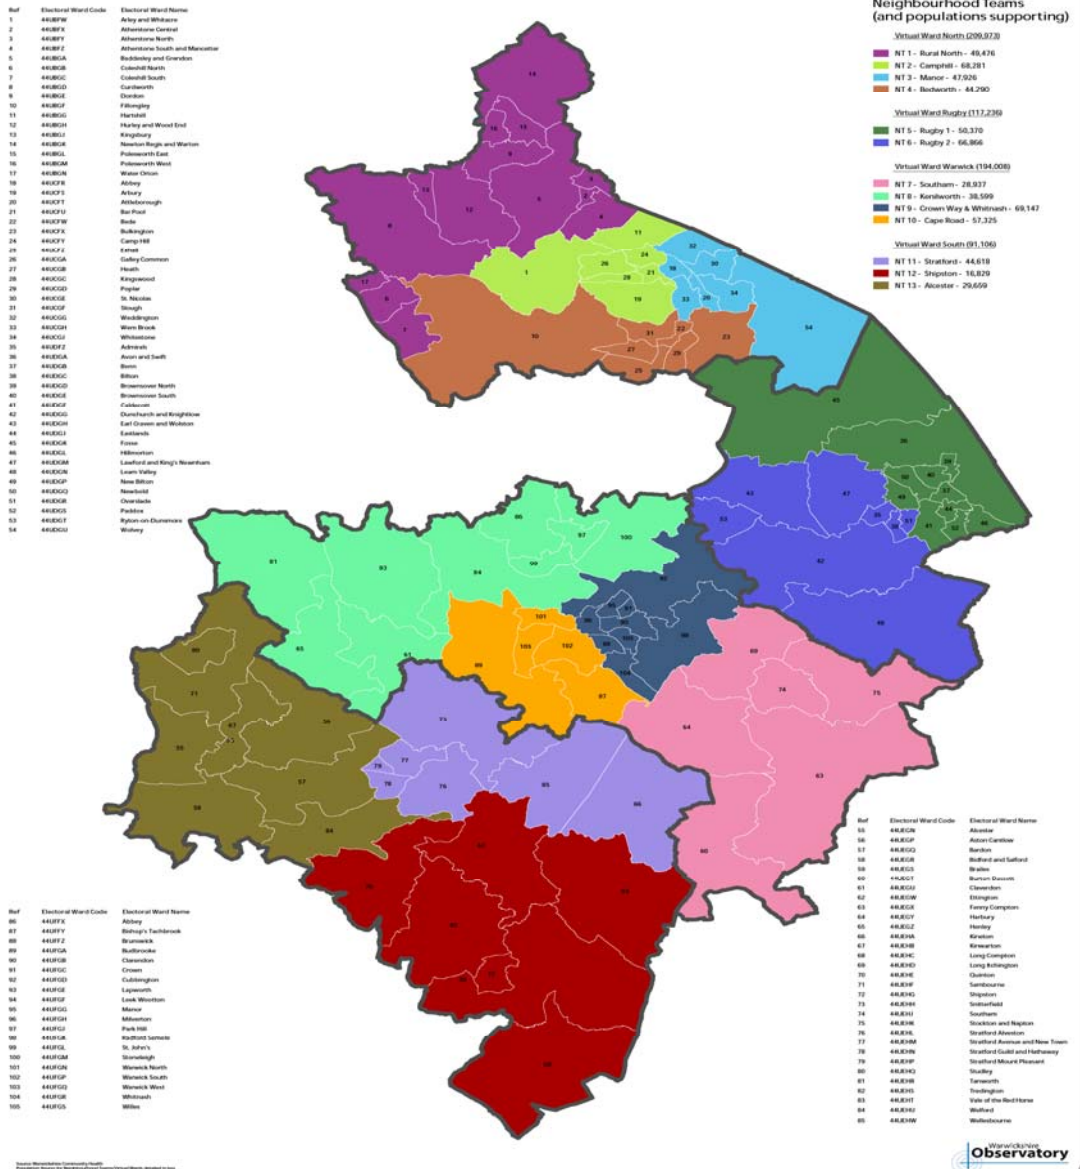 Ref Electoral Ward Code Electoral Ward Name
1 44UBFW Arley and Whitacre
2 44UBFX Atherstone Central
3 44UBFY Atherstone North
4 44UBFZ Atherstone South and Mancetter
5 44UBGA Baddesley and Grendon
6 44UBGB Coleshill North
7 44UBGC Coleshill South
8 44UBGD Curdworth
9 44UBGE Dordon
10 44UBGF Fillongley
11 44UBGG Hartshill
12 44UBGH Hurley and Wood End
13 44UBGJ Kingsbury
14 44UBGK Newton Regis and Warton
15 44UBGL Polesworth East
16 44UBGM Polesworth West
17 44UBGN Water Orton
18 44UCFR Abbey
19 44UCFS Arbury
20 44UCFT Attleborough
21 44UCFU Bar Pool
22 44UCFW Bede
23 44UCFX Bulkington
24 44UCFY Camp Hill
25 44UCFZ Exhall
26 44UCGA Galley Common
27 44UCGB Heath
28 44UCGC Kingswood
29 44UCGD Poplar
30 44UCGE St. Nicolas
31 44UCGF Slough
32 44UCGG Weddington
33 44UCGH Wem Brook
34 44UCGJ Whitestone
35 44UDFZ Admirals
36 44UDGA Avon and Swift
37 44UDGB Benn
38 44UDGC Bilton
39 44UDGD Brownsover North
40 44UDGE Brownsover South
41 44UDGF Caldecott
42 44UDGG Dunchurch and Knightlow
43 44UDGH Earl Craven and Wolston
44 44UDGJ Eastlands
45 44UDGK Fosse
46 44UDGL Hillmorton
47 44UDGM Lawford and King's Newnham
48 44UDGN Leam Valley
49 44UDGP New Bilton
50 44UDGQ Newbold
51 44UDGR Overslade
52 44UDGS Paddox
53 44UDGT Ryton-on-Dunsmore
54 44UDGU Wolvey
Neighbourhood Teams
(and populations supporting)
Virtual Ward North (209,973)
NT 1 - Rural North - 49,476
NT 2 - Camphill - 68,281
NT 3 - Manor - 47,926
NT 4 - Bedworth - 44,290
Virtual Ward Rugby (117,236)
NT 5 - Rugby 1 - 50,370
NT 6 - Rugby 2 - 66,866
Virtual Ward Warwick (194,008)
NT 7 - Southam - 28,937
NT 8 - Kenilworth - 38,599
NT 9 - Crown Way & Whitnash - 69,147
NT 10 - Cape Road - 57,325
Virtual Ward South (91,106)
NT 11 - Stratford - 44,618
NT 12 - Shipston - 16,829
NT 13 - Alcester - 29,659
Ref Electoral Ward Code Electoral Ward Name
55 44UEGN Alcester
56 44UEGP Aston Cantlow
57 44UEGQ Bardon
58 44UEGR Bidford and Salford
59 44UEGS Brailes
60 44UEGT Burton Dassett
61 44UEGU Claverdon
62 44UEGW Ettington
63 44UEGX Fenny Compton
64 44UEGY Harbury
65 44UEGZ Henley
66 44UEHA Kineton
67 44UEHB Kinwarton
68 44UEHC Long Compton
69 44UEHD Long Itchington
70 44UEHE Quinton
71 44UEHF Sambourne
72 44UEHG Shipston
73 44UEHH Snitterfield
74 44UEHJ Southam
75 44UEHK Stockton and Napton
76 44UEHL Stratford Alveston
77 44UEHM Stratford Avenue and New Town
78 44UEHN Stratford Guild and Hathaway
79 44UEHP Stratford Mount Pleasant
80 44UEHQ Studley
81 44UEHR Tanworth
82 44UEHS Tredington
83 44UEHT Vale of the Red Horse
84 44UEHU Welford
85 44UEHW Wellesbourne
Ref Electoral Ward Code Electoral Ward Name
86 44UFFX Abbey
87 44UFFY Bishop's Tachbrook
88 44UFFZ Brunswick
89 44UFGA Budbrooke
90 44UFGB Clarendon
91 44UFGC Crown
92 44UFGD Cubbington
93 44UFGE Lapworth
94 44UFGF Leek Wootton
95 44UFGG Manor
96 44UFGH Milverton
97 44UFGJ Park Hill
98 44UFGK Radford Semele
99 44UFGL St. John's
100 44UFGM Stoneleigh
101 44UFGN Warwick North
102 44UFGP Warwick South
103 44UFGQ Warwick West
104 44UFGR Whitnash
105 44UFGS Willes
Source: Warwickshire Community Health
Warwickshire
Observatory